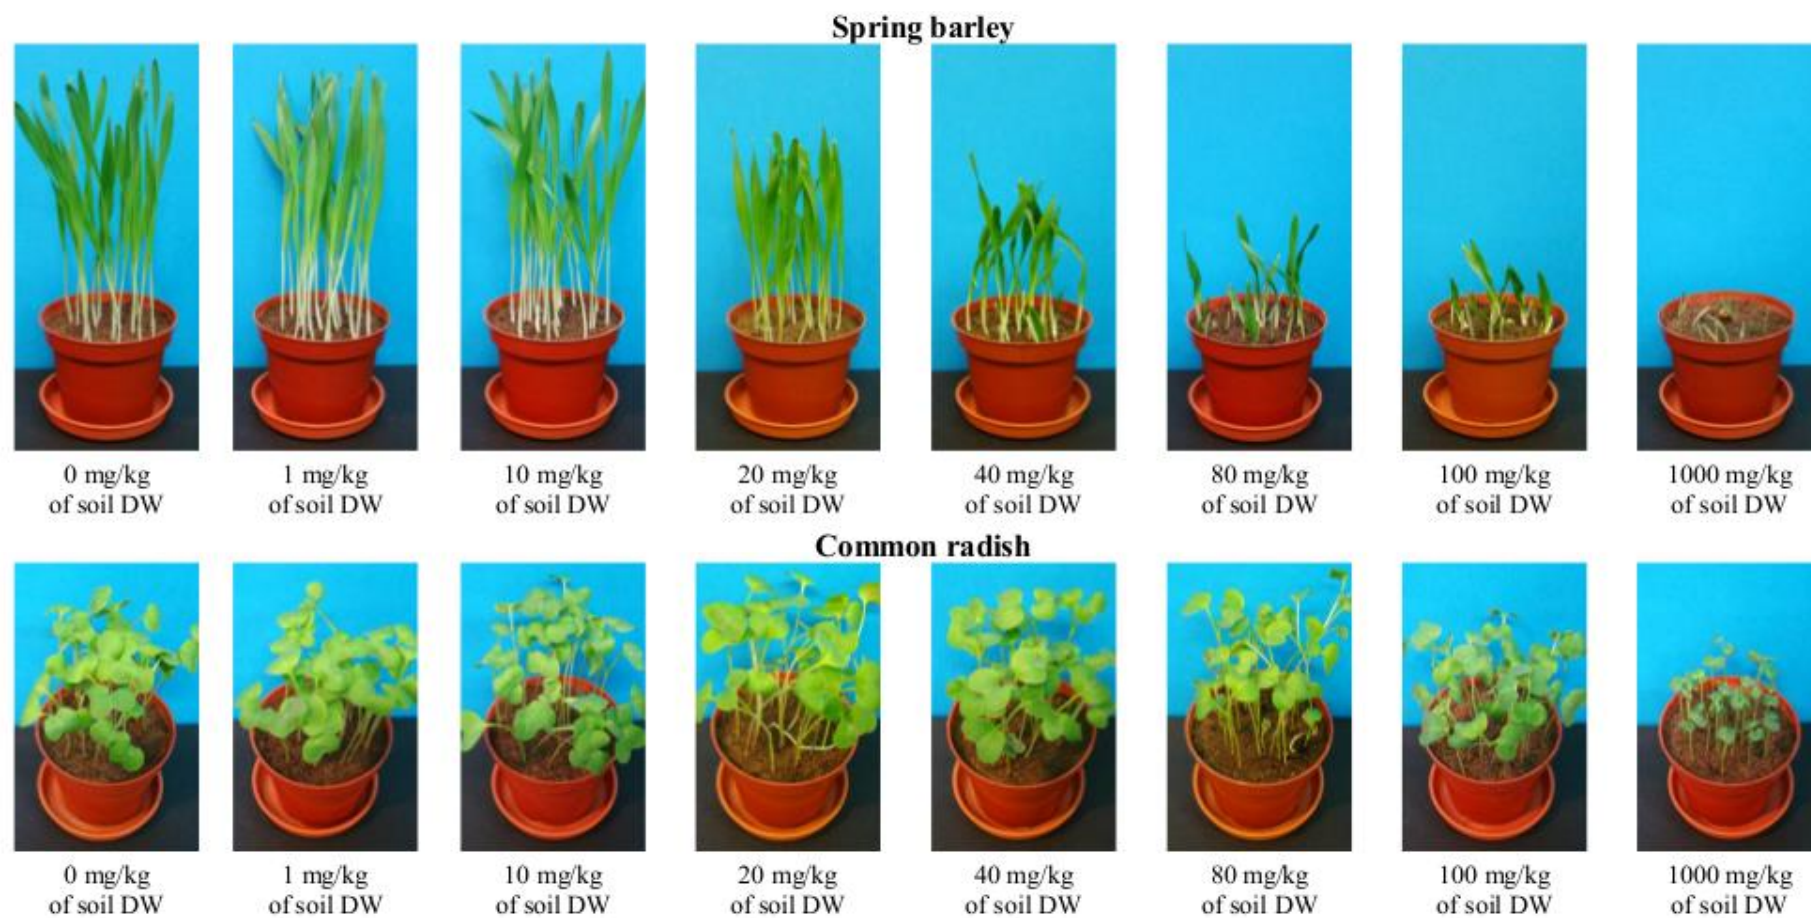 Spring barley
0 mg/kg
of soil DW
1 mg/kg
of soil DW
10 mg/kg
of soil DW
20 mg/kg
of soil DW
40 mg/kg
of soil DW
80 mg/kg
of soil DW
100 mg/kg
of soil DW
1000 mg/kg
of soil DW
Common radish
0 mg/kg
of soil DW
1 mg/kg
of soil DW
10 mg/kg
of soil DW
20 mg/kg
of soil DW
40 mg/kg
of soil DW
80 mg/kg
of soil DW
100 mg/kg
of soil DW
1000 mg/kg
of soil DW